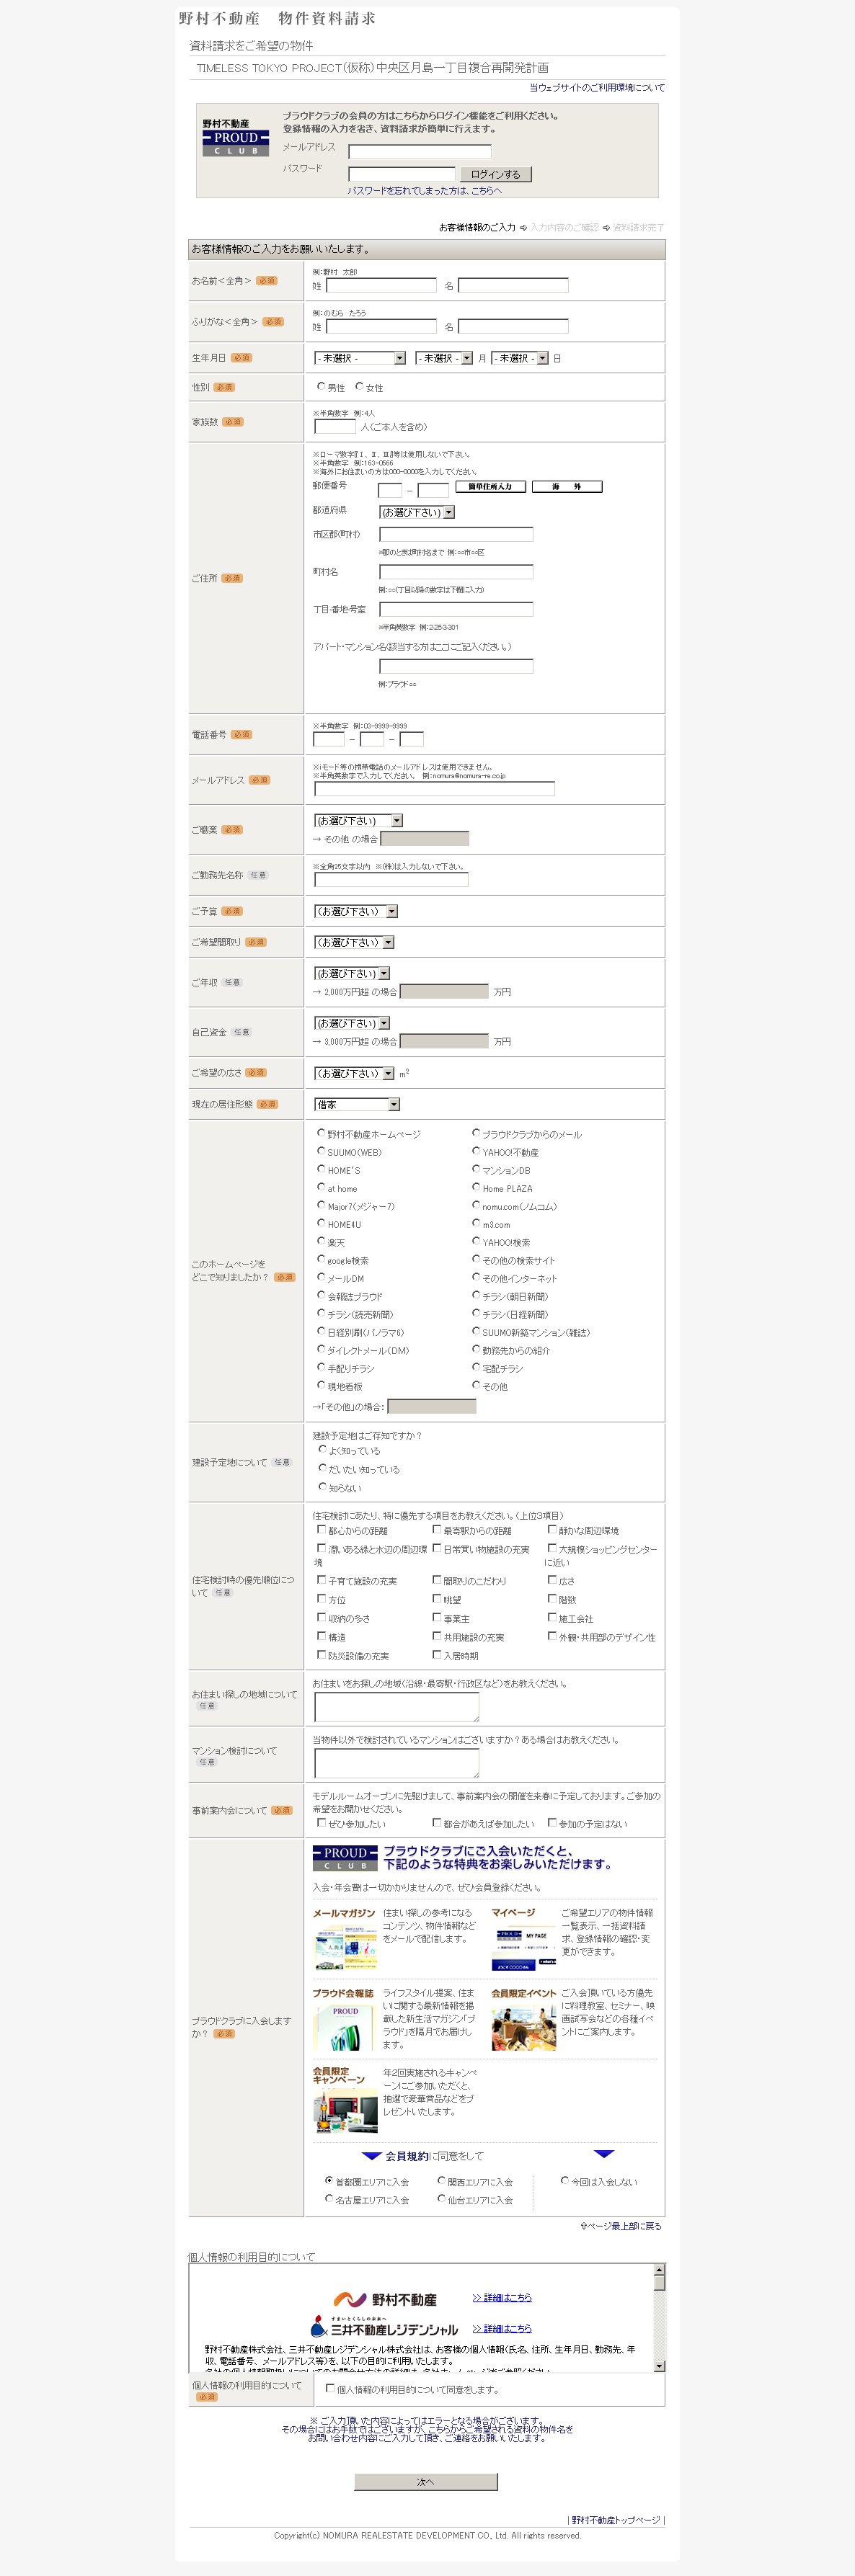 野村不動産　物件資料請求
資料請求をご希望の物件
TIMELESS TOKYO PROJECT（仮称）中央区月島一丁目複合再開発計画
当ウェブサイトのご利用環境について
野村不動産
PROUD
CLUB
プラウドクラブの会員の方はこちらからログイン機能をご利用ください。
登録情報の入力を省き、資料請求が簡単に行えます。
メールアドレス
パスワード
ログインする
パスワードを忘れてしまった方は、こちらへ
お客様情報のご入力 ⇒ 入力内容のご確認 ⇒ 資料請求完了
お客様情報のご入力をお願いいたします。
お名前＜全角＞ 必須
例：野村　太郎
姓　名
ふりがな＜全角＞ 必須
例：のむら　たろう
姓　名
生年月日 必須
- 未選択 -　- 未選択 - 月 - 未選択 - 日
性別 必須
男性　女性
家族数 必須
※半角数字　例：4人
人（ご本人を含め）
ご住所 必須
※ローマ数字『Ⅰ、Ⅱ、Ⅲ』等は使用しないで下さい。
※半角数字　例：163-0566
※海外にお住まいの方は000-0000を入力してください。
郵便番号　－　簡単住所入力　海　外
都道府県　(お選び下さい)
市区郡(町村)
※郡のときは町村名まで 例：○○市○○区
町村名
例：○○(丁目以降の数字は下欄に入力)
丁目-番地-号室
※半角英数字　例：2-25-3-301
アパート・マンション名(該当する方はここにご記入ください。)
例：プラウド○○
電話番号 必須
※半角数字　例：03-9999-9999
－　－
メールアドレス 必須
※iモード等の携帯電話のメールアドレスは使用できません。
※半角英数字で入力してください。 例：nomura@nomura-re.co.jp
ご職業 必須
(お選び下さい)
→ その他 の場合
ご勤務先名称 任意
※全角25文字以内　※(株)は入力しないで下さい。
ご予算 必須
(お選び下さい)
ご希望間取り 必須
(お選び下さい)
ご年収 任意
(お選び下さい)
→ 2,000万円超 の場合　万円
自己資金 任意
(お選び下さい)
→ 3,000万円超 の場合　万円
ご希望の広さ 必須
(お選び下さい) m2
現在の居住形態 必須
借家
このホームページを
どこで知りましたか？ 必須
野村不動産ホームページ　プラウドクラブからのメール
SUUMO(WEB)　YAHOO!不動産
HOME'S　マンションDB
at home　Home PLAZA
Major7(メジャー7)　nomu.com(ノムコム)
HOME4U　m3.com
楽天　YAHOO!検索
google検索　その他の検索サイト
メールDM　その他インターネット
会報誌プラウド　チラシ(朝日新聞)
チラシ(読売新聞)　チラシ(日経新聞)
日経別刷(パノラマ6)　SUUMO新築マンション(雑誌)
ダイレクトメール(DM)　勤務先からの紹介
手配りチラシ　宅配チラシ
現地看板　その他
→「その他」の場合：
建設予定地について 任意
建設予定地はご存知ですか？
よく知っている
だいたい知っている
知らない
住宅検討時の優先順位につ
いて 任意
住宅検討にあたり、特に優先する項目をお教えください。(上位3項目)
都心からの距離　最寄駅からの距離　静かな周辺環境
潤いある緑と水辺の周辺環　日常買い物施設の充実　大規模ショッピングセンター
境　に近い
子育て施設の充実　間取りのこだわり　広さ
方位　眺望　階数
収納の多さ　事業主　施工会社
構造　共用施設の充実　外観・共用部のデザイン性
防災設備の充実　入居時期
お住まい探しの地域について
任意
お住まいをお探しの地域(沿線・最寄駅・行政区など)をお教えください。
マンション検討について
任意
当物件以外で検討されているマンションはございますか？ある場合はお教えください。
事前案内会について 必須
モデルルームオープンに先駆けまして、事前案内会の開催を来春に予定しております。ご参加の
希望をお聞かせください。
ぜひ参加したい　都合があえば参加したい　参加の予定はない
プラウドクラブに入会します
か？ 必須
PROUD
CLUB
プラウドクラブにご入会いただくと、
下記のような特典をお楽しみいただけます。
入会・年会費は一切かかりませんので、ぜひ会員登録ください。
メールマガジン
住まい探しの参考になる
コンテンツ、物件情報など
をメールで配信します。
マイページ
MY PAGE
ご希望エリアの物件情報
一覧表示、一括資料請
求、登録情報の確認・変
更ができます。
プラウド会報誌
PROUD
ライフスタイル提案、住ま
いに関する最新情報を掲
載した新生活マガジン「プ
ラウド」を隔月でお届けし
ます。
会員限定イベント
ご入会頂いている方優先
に料理教室、セミナー、映
画試写会などの各種イベ
ントにご案内します。
会員限定
キャンペーン
年2回実施されるキャンペ
ーンにご参加いただくと、
抽選で豪華賞品などをプ
レゼントいたします。
会員規約に同意をして
首都圏エリアに入会　関西エリアに入会　今回は入会しない
名古屋エリアに入会　仙台エリアに入会
⇧ページ最上部に戻る
個人情報の利用目的について
野村不動産　>> 詳細はこちら
すまいとくらしの未来へ
三井不動産レジデンシャル　>> 詳細はこちら
野村不動産株式会社、三井不動産レジデンシャル株式会社は、お客様の個人情報(氏名、住所、生年月日、勤務先、年
収、電話番号、メールアドレス等)を、以下の目的に利用いたします。
個人情報の利用目的について
必須
個人情報の利用目的について同意をします。
※ ご入力頂いた内容によってはエラーとなる場合がございます。
その場合にはお手数ではございますが、こちらからご希望される資料の物件名を
お問い合わせ内容にご入力して頂き、ご連絡をお願いいたします。
次へ
| 野村不動産トップページ |
Copyright(c) NOMURA REALESTATE DEVELOPMENT CO., Ltd. All rights reserved.